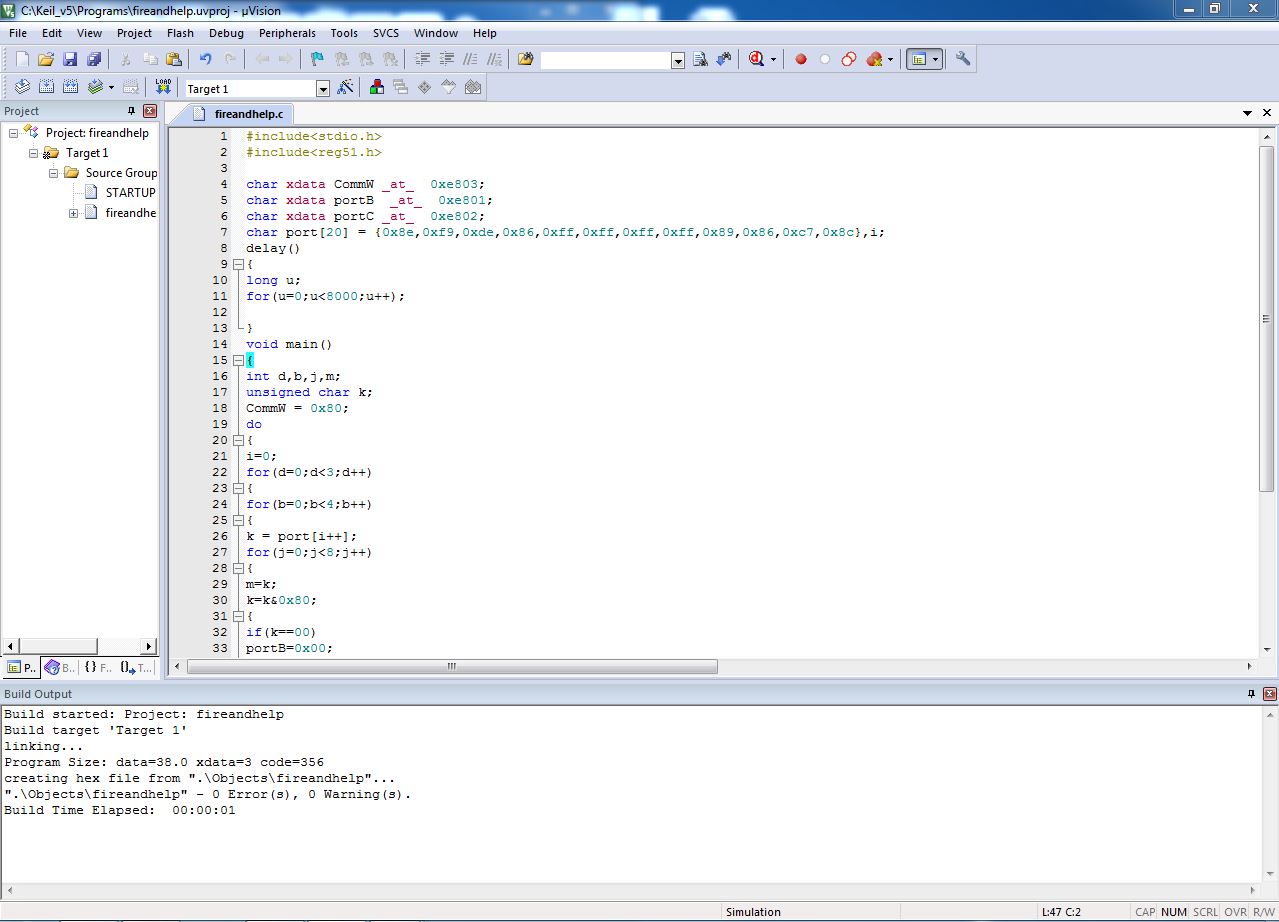 C:\Keil_v5\Programs\fireandhelp.uvproj - µVision
File Edit View Project Flash Debug Peripherals Tools SVCS Window Help
LOAD Target 1
Project
fireandhelp.c
Project: fireandhelp
Target 1
Source Group
STARTUP
fireandhe
P.. B.. {} F.. T...
1 #include<stdio.h>
2 #include<reg51.h>
3
4 char xdata CommW _at_ 0xe803;
5 char xdata portB _at_ 0xe801;
6 char xdata portC _at_ 0xe802;
7 char port[20] = {0x8e,0xf9,0xde,0x86,0xff,0xff,0xff,0xff,0x89,0x86,0xc7,0x8c},i;
8 delay()
9 {
10 long u;
11 for(u=0;u<8000;u++);
12
13 }
14 void main()
15 {
16 int d,b,j,m;
17 unsigned char k;
18 CommW = 0x80;
19 do
20 {
21 i=0;
22 for(d=0;d<3;d++)
23 {
24 for(b=0;b<4;b++)
25 {
26 k = port[i++];
27 for(j=0;j<8;j++)
28 {
29 m=k;
30 k=k&0x80;
31 {
32 if(k==00)
33 portB=0x00;
Build Output
Build started: Project: fireandhelp
Build target 'Target 1'
linking...
Program Size: data=38.0 xdata=3 code=356
creating hex file from ".\Objects\fireandhelp"...
".\Objects\fireandhelp" - 0 Error(s), 0 Warning(s).
Build Time Elapsed:  00:00:01
Simulation L:47 C:2 CAP NUM SCRL OVR R/W